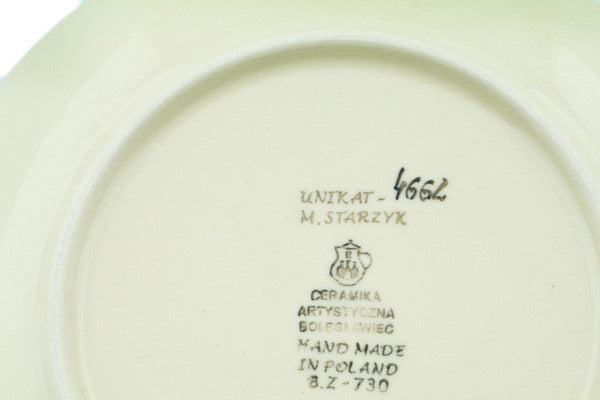 UNIKAT - 4662
M. STARZYK
CERAMIKA
ARTYSTYCZNA
BOLESŁAWIEC
HAND MADE
IN POLAND
B.Z - 730